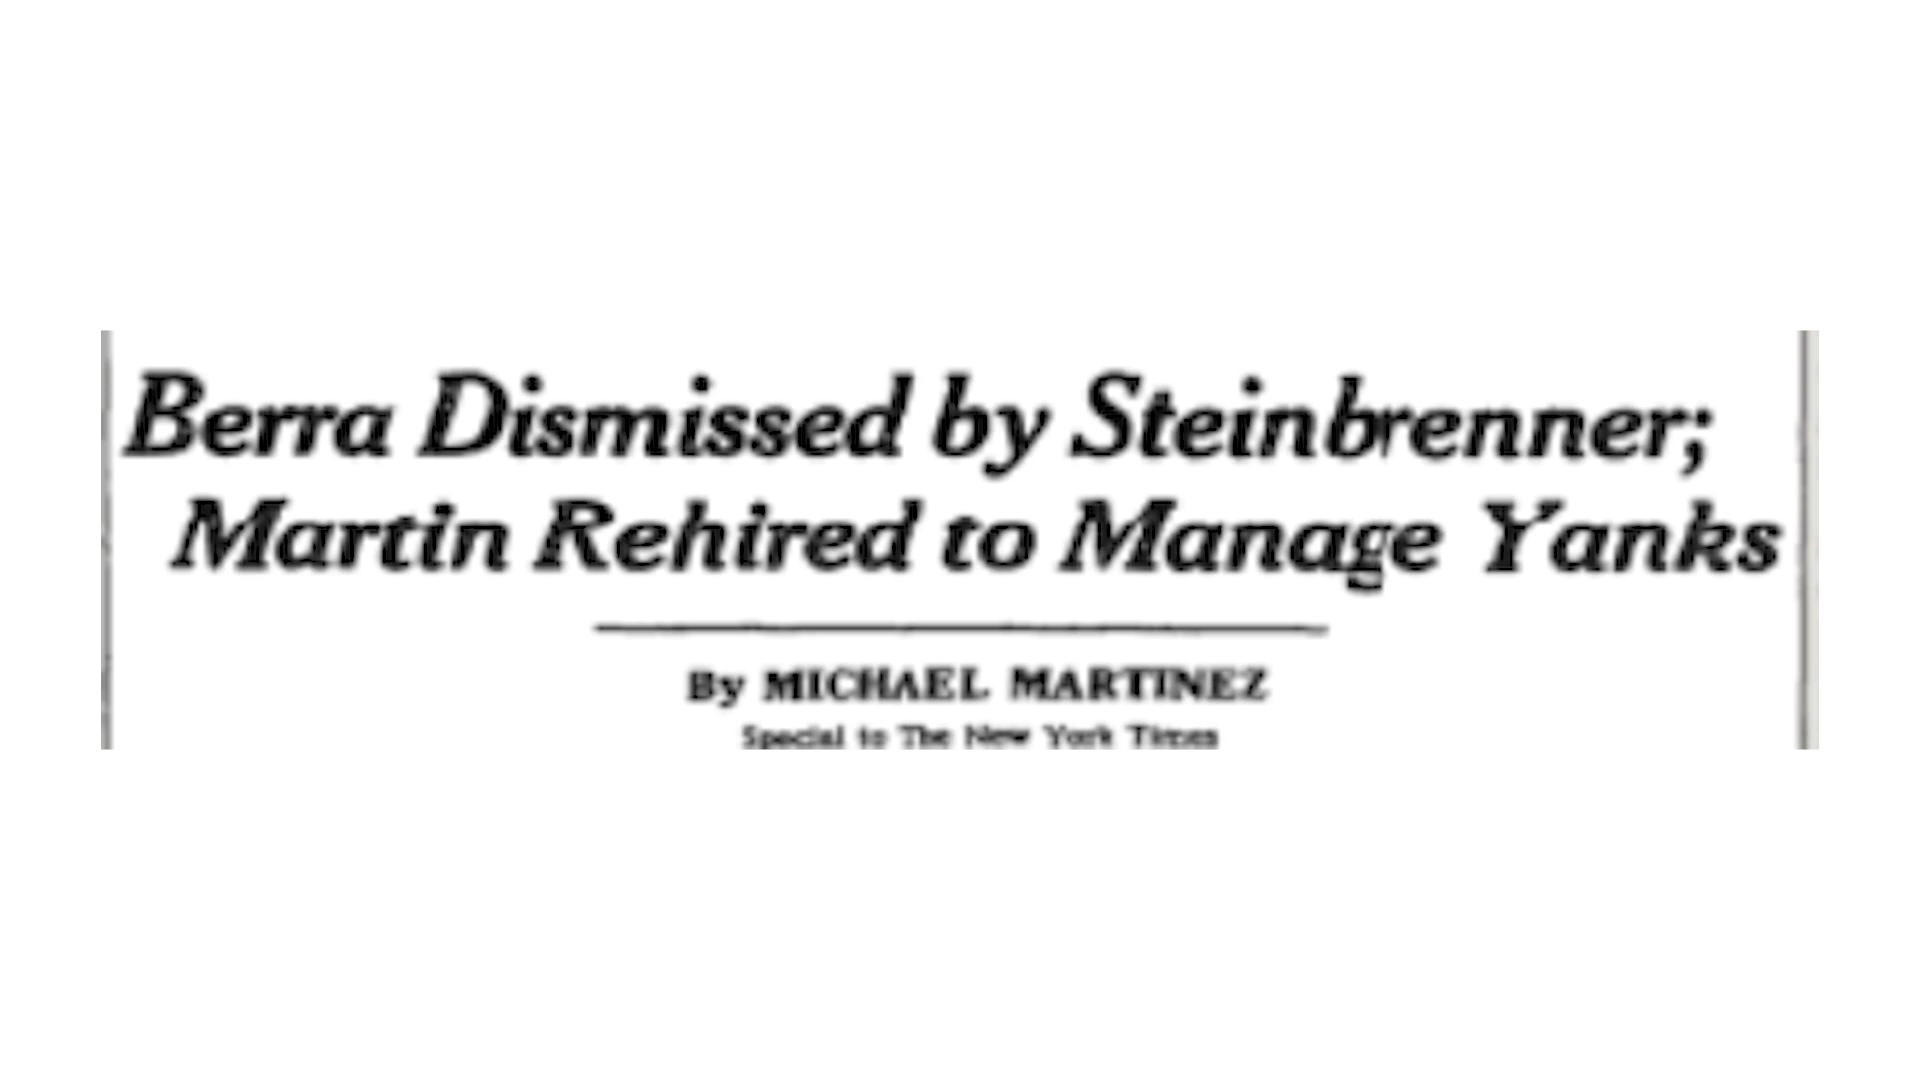 Berra Dismissed by Steinbrenner;
Martin Rehired to Manage Yanks
By MICHAEL MARTINEZ
Special to The New York Times